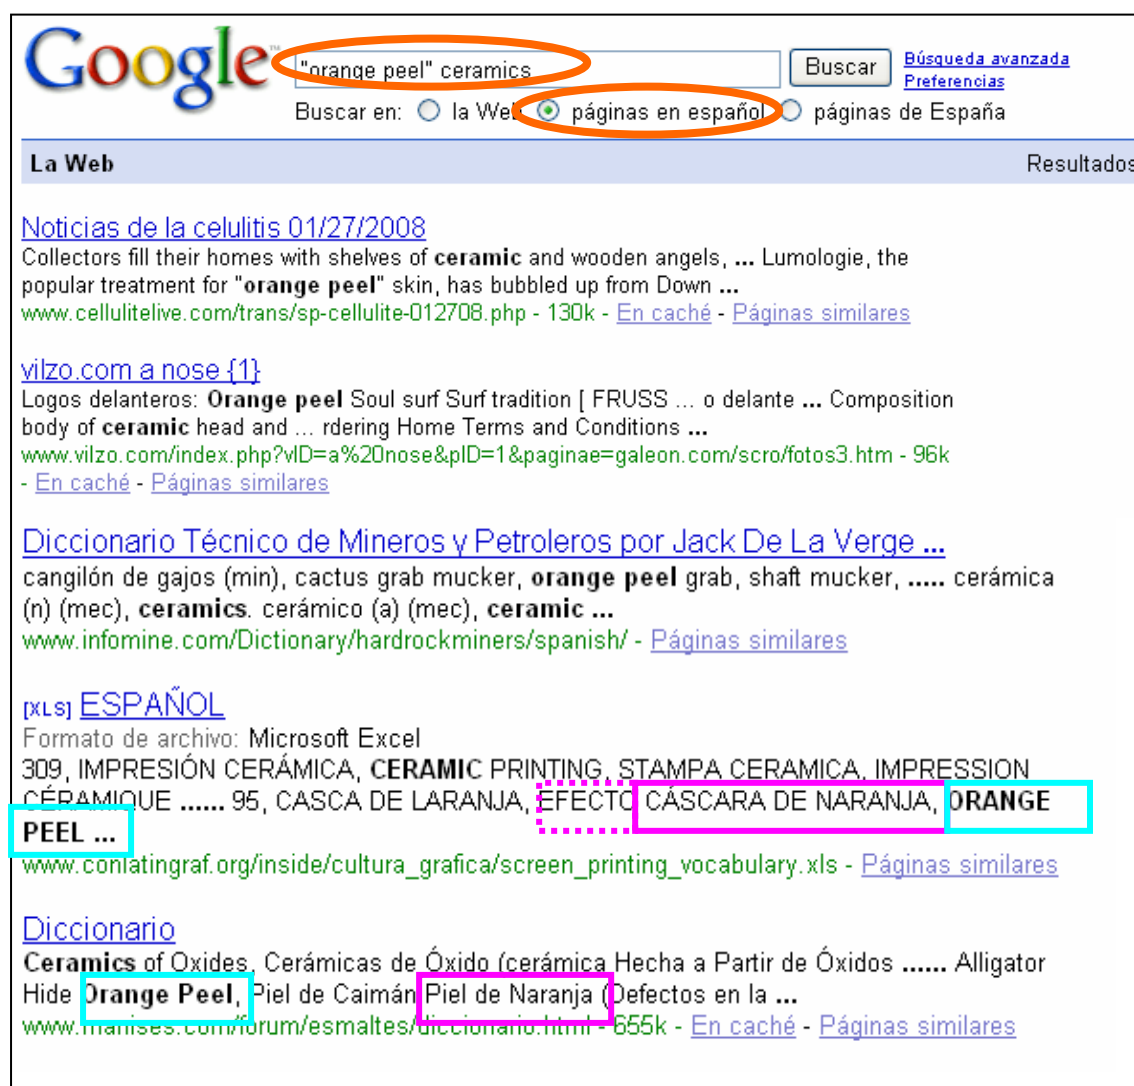 Google™ "orange peel" ceramics Buscar Búsqueda avanzada
Preferencias
Buscar en: la Web páginas en español páginas de España
La Web Resultados
Noticias de la celulitis 01/27/2008
Collectors fill their homes with shelves of ceramic and wooden angels, ... Lumologie, the
popular treatment for "orange peel" skin, has bubbled up from Down ...
www.cellulitelive.com/trans/sp-cellulite-012708.php - 130k - En caché - Páginas similares
vilzo.com a nose {1}
Logos delanteros: Orange peel Soul surf Surf tradition [ FRUSS ... o delante ... Composition
body of ceramic head and ... rdering Home Terms and Conditions ...
www.vilzo.com/index.php?vID=a%20nose&pID=1&paginae=galeon.com/scro/fotos3.htm - 96k
- En caché - Páginas similares
Diccionario Técnico de Mineros y Petroleros por Jack De La Verge ...
cangilón de gajos (min), cactus grab mucker, orange peel grab, shaft mucker, ..... cerámica
(n) (mec), ceramics. cerámico (a) (mec), ceramic ...
www.infomine.com/Dictionary/hardrockminers/spanish/ - Páginas similares
[XLS] ESPAÑOL
Formato de archivo: Microsoft Excel
309, IMPRESIÓN CERÁMICA, CERAMIC PRINTING, STAMPA CERAMICA, IMPRESSION
CÉRAMIQUE ...... 95, CASCA DE LARANJA, EFECTO CÁSCARA DE NARANJA, ORANGE
PEEL ...
www.conlatingraf.org/inside/cultura_grafica/screen_printing_vocabulary.xls - Páginas similares
Diccionario
Ceramics of Oxides, Cerámicas de Óxido (cerámica Hecha a Partir de Óxidos ...... Alligator
Hide Orange Peel, Piel de Caimán Piel de Naranja (Defectos en la ...
www.manises.com/forum/esmaltes/diccionario.html - 655k - En caché - Páginas similares